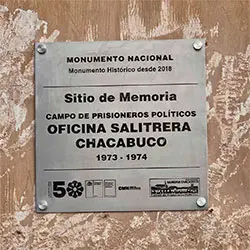 MONUMENTO NACIONAL
Monumento Histórico desde 2018
Sitio de Memoria
CAMPO DE PRISIONEROS POLÍTICOS
OFICINA SALITRERA
CHACABUCO
1973 - 1974
50
CMN